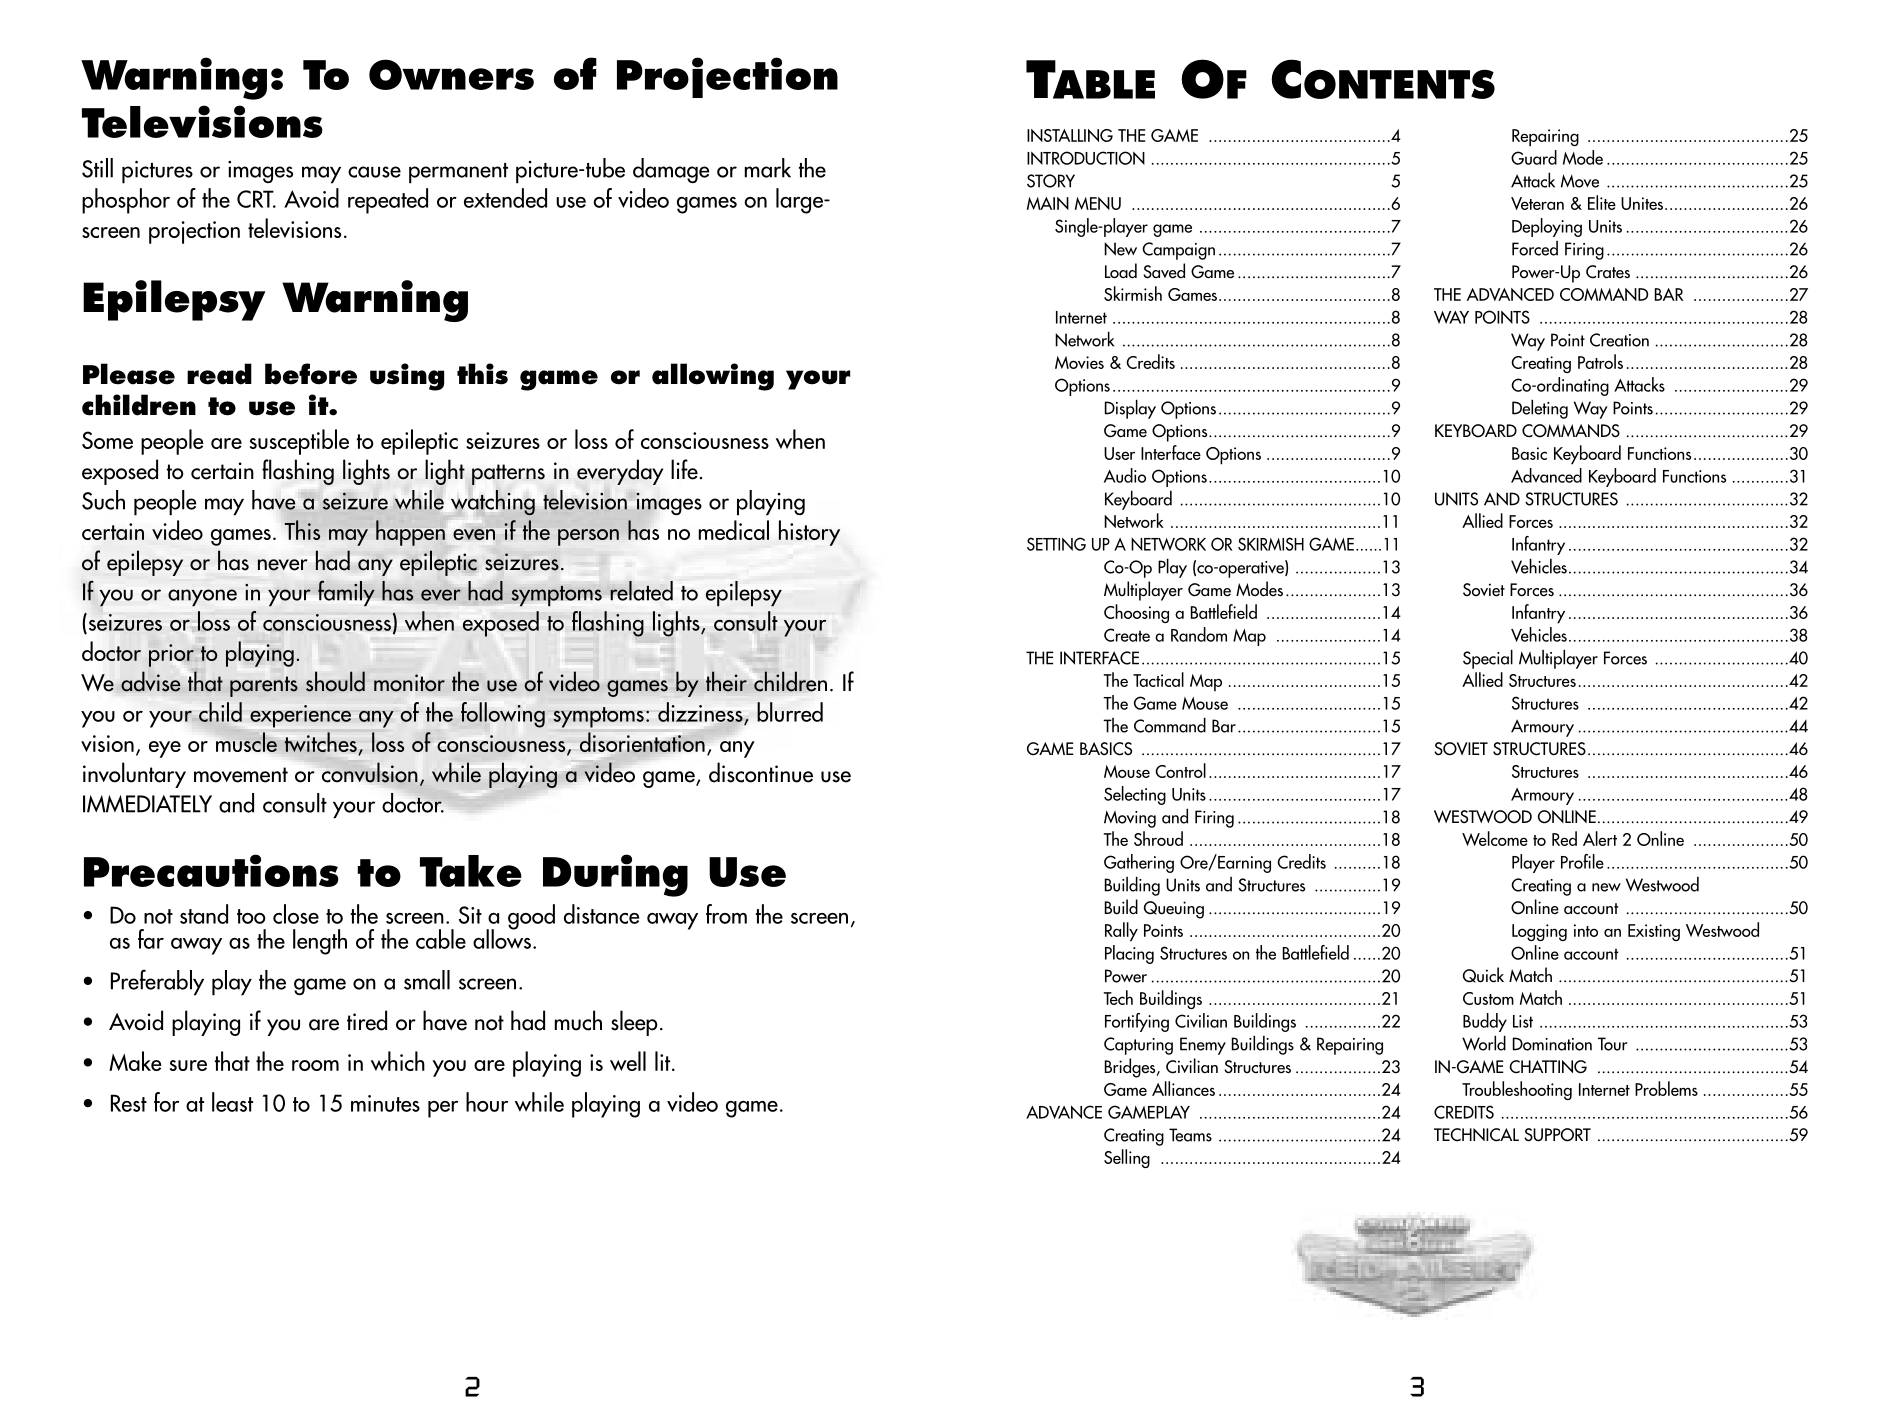 Warning: To Owners of Projection
Televisions
Still pictures or images may cause permanent picture-tube damage or mark the
phosphor of the CRT. Avoid repeated or extended use of video games on large-
screen projection televisions.
Epilepsy Warning
Please read before using this game or allowing your
children to use it.
Some people are susceptible to epileptic seizures or loss of consciousness when
exposed to certain flashing lights or light patterns in everyday life.
Such people may have a seizure while watching television images or playing
certain video games. This may happen even if the person has no medical history
of epilepsy or has never had any epileptic seizures.
If you or anyone in your family has ever had symptoms related to epilepsy
(seizures or loss of consciousness) when exposed to flashing lights, consult your
doctor prior to playing.
We advise that parents should monitor the use of video games by their children. If
you or your child experience any of the following symptoms: dizziness, blurred
vision, eye or muscle twitches, loss of consciousness, disorientation, any
involuntary movement or convulsion, while playing a video game, discontinue use
IMMEDIATELY and consult your doctor.
Precautions to Take During Use
• Do not stand too close to the screen. Sit a good distance away from the screen,
as far away as the length of the cable allows.
• Preferably play the game on a small screen.
• Avoid playing if you are tired or have not had much sleep.
• Make sure that the room in which you are playing is well lit.
• Rest for at least 10 to 15 minutes per hour while playing a video game.
2
TABLE OF CONTENTS
INSTALLING THE GAME ......................................4
INTRODUCTION ..................................................5
STORY 5
MAIN MENU ......................................................6
Single-player game ........................................7
New Campaign....................................7
Load Saved Game................................7
Skirmish Games....................................8
Internet ..........................................................8
Network ........................................................8
Movies & Credits ............................................8
Options..........................................................9
Display Options....................................9
Game Options......................................9
User Interface Options ..........................9
Audio Options....................................10
Keyboard ..........................................10
Network ............................................11
SETTING UP A NETWORK OR SKIRMISH GAME......11
Co-Op Play (co-operative) ..................13
Multiplayer Game Modes....................13
Choosing a Battlefield ........................14
Create a Random Map ......................14
THE INTERFACE..................................................15
The Tactical Map ................................15
The Game Mouse ..............................15
The Command Bar..............................15
GAME BASICS ..................................................17
Mouse Control....................................17
Selecting Units....................................17
Moving and Firing..............................18
The Shroud ........................................18
Gathering Ore/Earning Credits ..........18
Building Units and Structures ..............19
Build Queuing ....................................19
Rally Points ........................................20
Placing Structures on the Battlefield ......20
Power ................................................20
Tech Buildings ....................................21
Fortifying Civilian Buildings ................22
Capturing Enemy Buildings & Repairing
Bridges, Civilian Structures ..................23
Game Alliances..................................24
ADVANCE GAMEPLAY ......................................24
Creating Teams ..................................24
Selling ..............................................24
Repairing ..........................................25
Guard Mode......................................25
Attack Move ......................................25
Veteran & Elite Unites..........................26
Deploying Units ..................................26
Forced Firing......................................26
Power-Up Crates ................................26
THE ADVANCED COMMAND BAR ....................27
WAY POINTS ....................................................28
Way Point Creation ............................28
Creating Patrols..................................28
Co-ordinating Attacks ........................29
Deleting Way Points............................29
KEYBOARD COMMANDS ..................................29
Basic Keyboard Functions....................30
Advanced Keyboard Functions ............31
UNITS AND STRUCTURES ..................................32
Allied Forces ................................................32
Infantry..............................................32
Vehicles..............................................34
Soviet Forces ................................................36
Infantry..............................................36
Vehicles..............................................38
Special Multiplayer Forces ............................40
Allied Structures............................................42
Structures ..........................................42
Armoury ............................................44
SOVIET STRUCTURES..........................................46
Structures ..........................................46
Armoury ............................................48
WESTWOOD ONLINE........................................49
Welcome to Red Alert 2 Online ....................50
Player Profile......................................50
Creating a new Westwood
Online account ..................................50
Logging into an Existing Westwood
Online account ..................................51
Quick Match ................................................51
Custom Match ..............................................51
Buddy List ....................................................53
World Domination Tour ................................53
IN-GAME CHATTING ........................................54
Troubleshooting Internet Problems ..................55
CREDITS ............................................................56
TECHNICAL SUPPORT ........................................59
COMMAND
&
RED ALERT
2
3